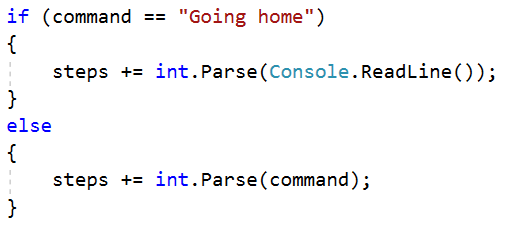 if (command == "Going home")
{
    steps += int.Parse(Console.ReadLine());
}
else
{
    steps += int.Parse(command);
}